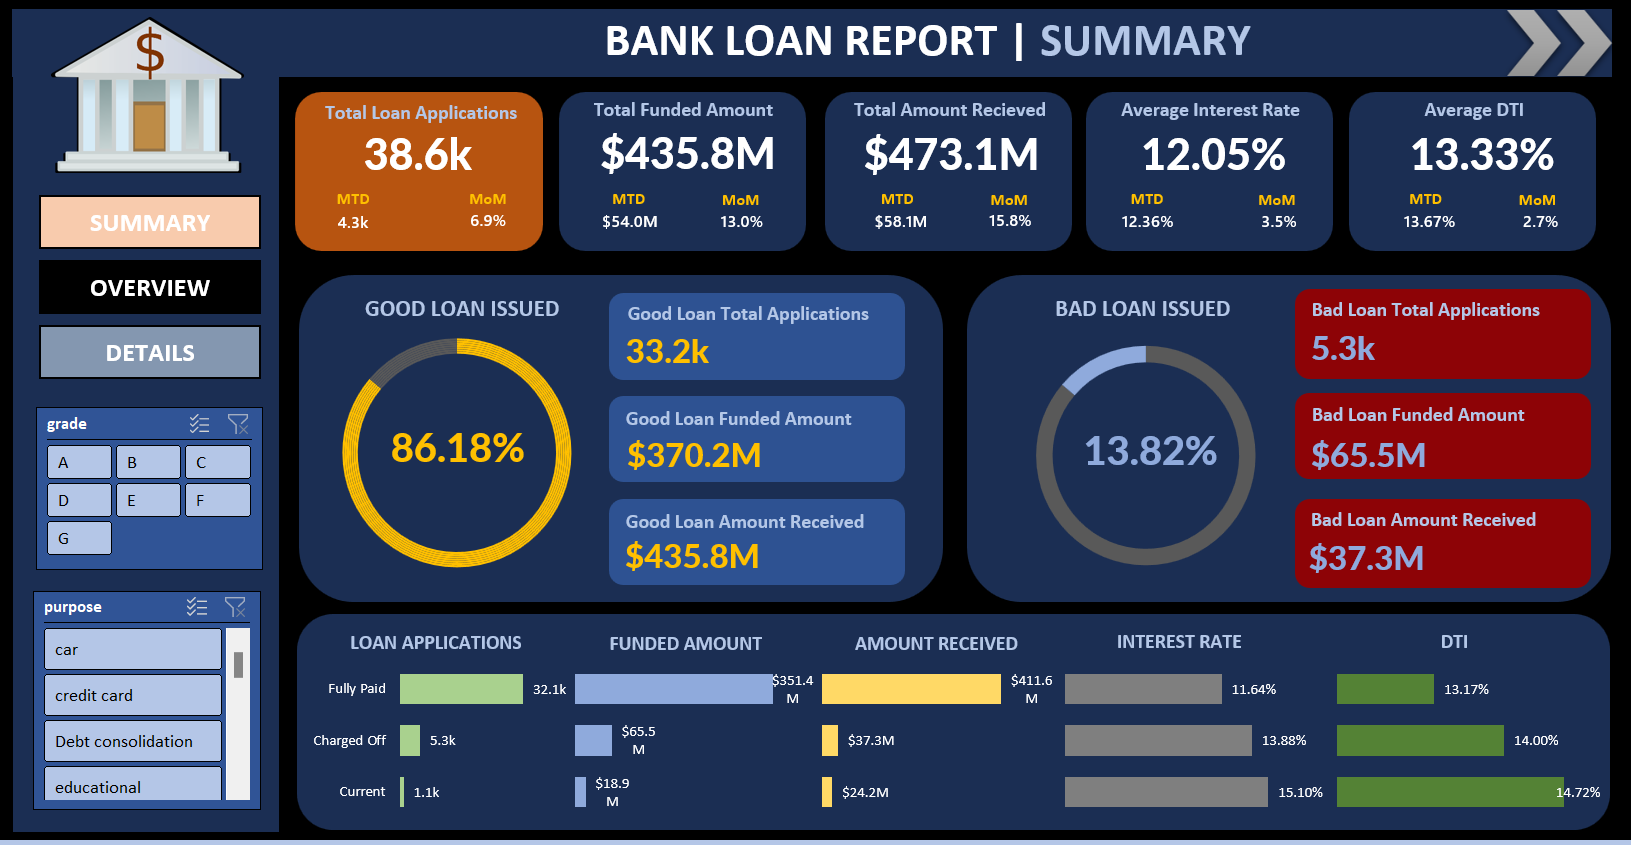 $
BANK LOAN REPORT | SUMMARY
SUMMARY
OVERVIEW
DETAILS
grade
A
B
C
D
E
F
G
purpose
car
credit card
Debt consolidation
educational
Total Loan Applications
38.6k
MTD
MoM
4.3k
6.9%
Total Funded Amount
$435.8M
MTD
MoM
$54.0M
13.0%
Total Amount Recieved
$473.1M
MTD
MoM
$58.1M
15.8%
Average Interest Rate
12.05%
MTD
MoM
12.36%
3.5%
Average DTI
13.33%
MTD
MoM
13.67%
2.7%
GOOD LOAN ISSUED
86.18%
Good Loan Total Applications
33.2k
Good Loan Funded Amount
$370.2M
Good Loan Amount Received
$435.8M
BAD LOAN ISSUED
13.82%
Bad Loan Total Applications
5.3k
Bad Loan Funded Amount
$65.5M
Bad Loan Amount Received
$37.3M
LOAN APPLICATIONS
Fully Paid
32.1k
Charged Off
5.3k
Current
1.1k
FUNDED AMOUNT
$351.4
M
$65.5
M
$18.9
M
AMOUNT RECEIVED
$411.6
M
$37.3M
$24.2M
INTEREST RATE
11.64%
13.88%
15.10%
DTI
13.17%
14.00%
14.72%